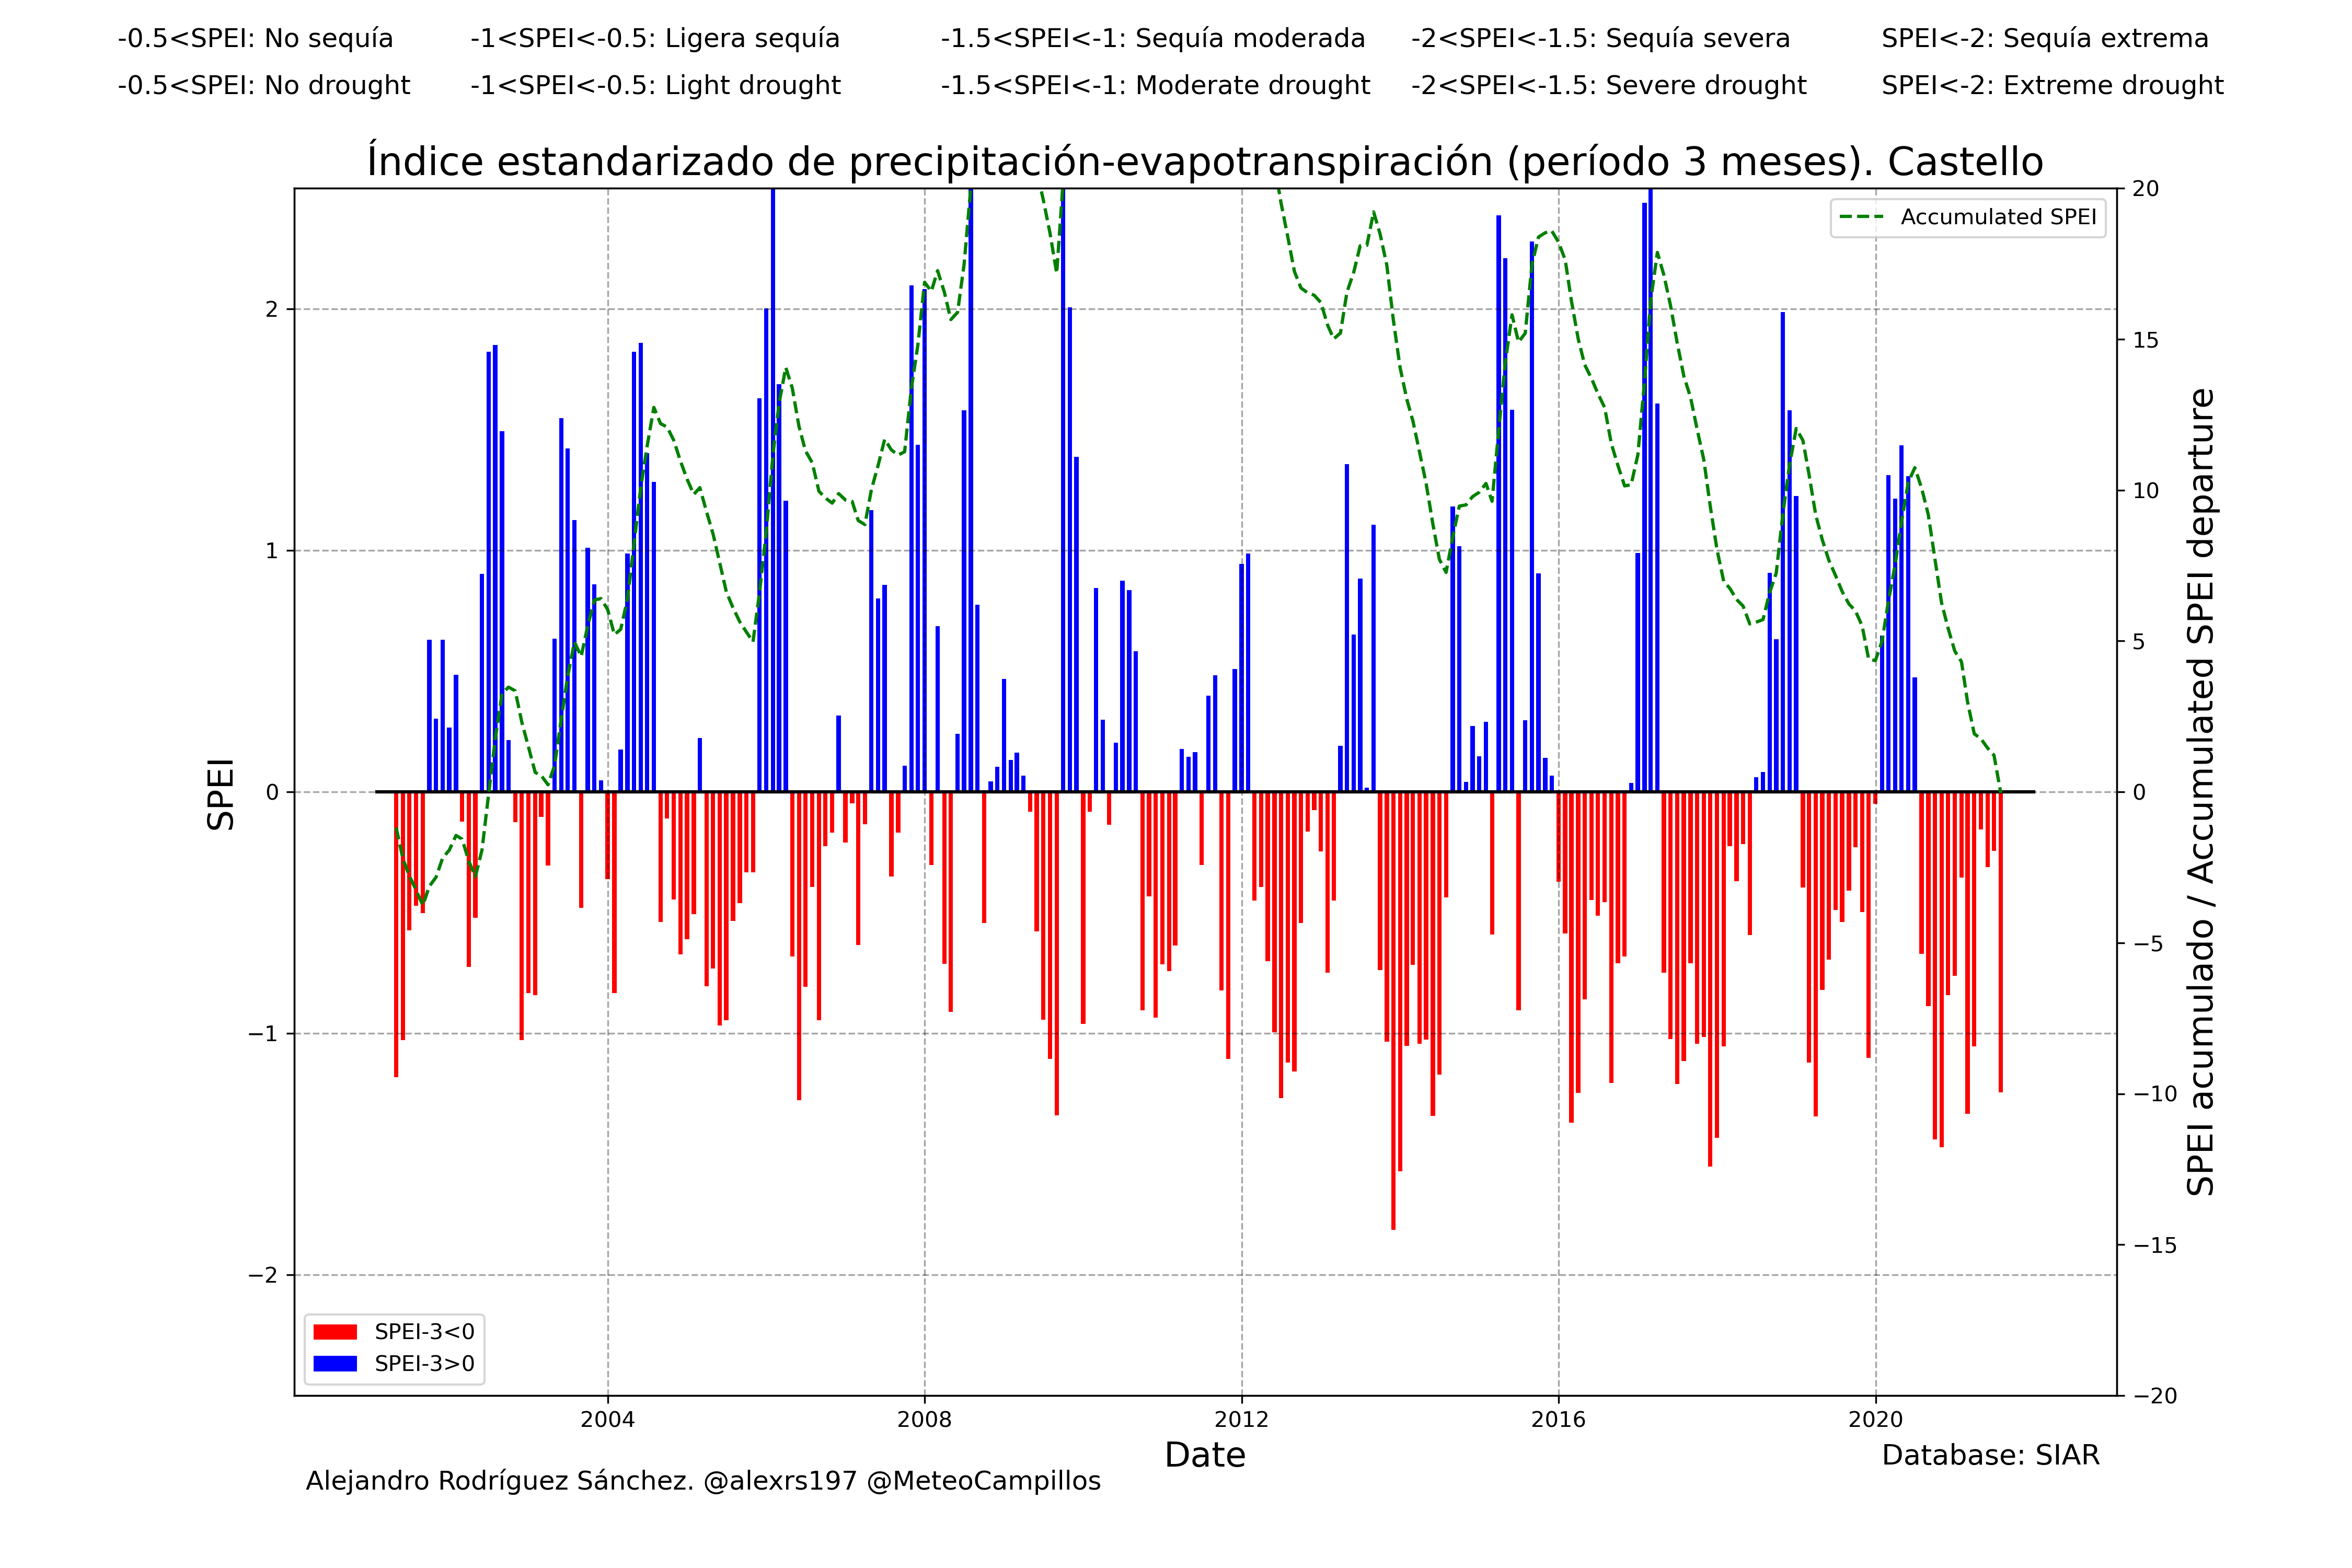 -0.5<SPEI: No sequía -1<SPEI<-0.5: Ligera sequía -1.5<SPEI<-1: Sequía moderada -2<SPEI<-1.5: Sequía severa SPEI<-2: Sequía extrema
-0.5<SPEI: No drought -1<SPEI<-0.5: Light drought -1.5<SPEI<-1: Moderate drought -2<SPEI<-1.5: Severe drought SPEI<-2: Extreme drought
Índice estandarizado de precipitación-evapotranspiración (período 3 meses). Castello
Accumulated SPEI
SPEI
2
1
0
−1
−2
20
15
10
5
0
−5
−10
−15
−20
SPEI acumulado / Accumulated SPEI departure
SPEI-3<0
SPEI-3>0
2004 2008 2012 2016 2020
Date
Database: SIAR
Alejandro Rodríguez Sánchez. @alexrs197 @MeteoCampillos